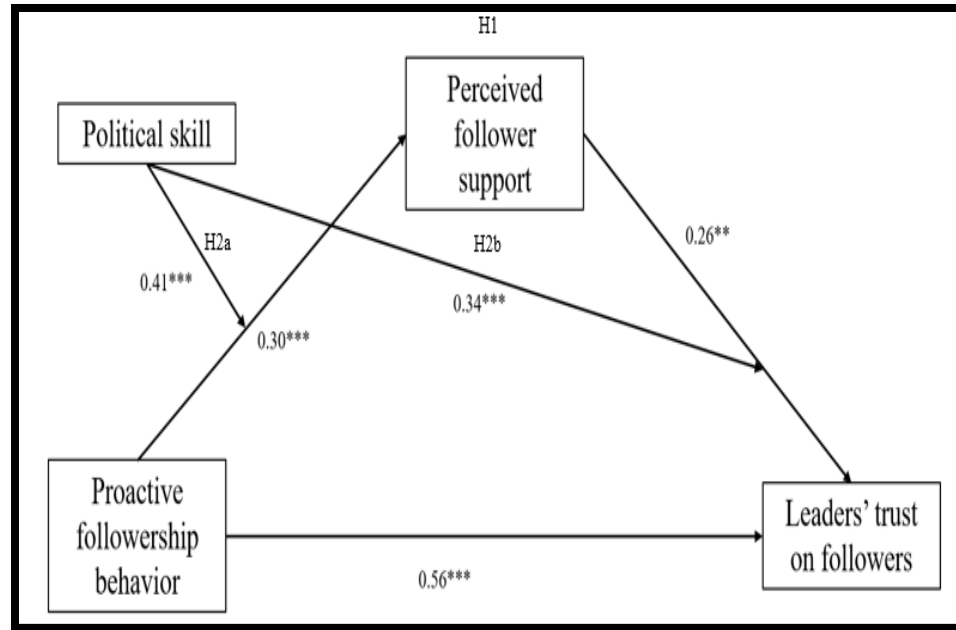 H1
Perceived
follower
support
Political skill
H2a
H2b
0.26**
0.41***
0.34***
0.30***
Proactive
followership
behavior
Leaders’ trust
on followers
0.56***